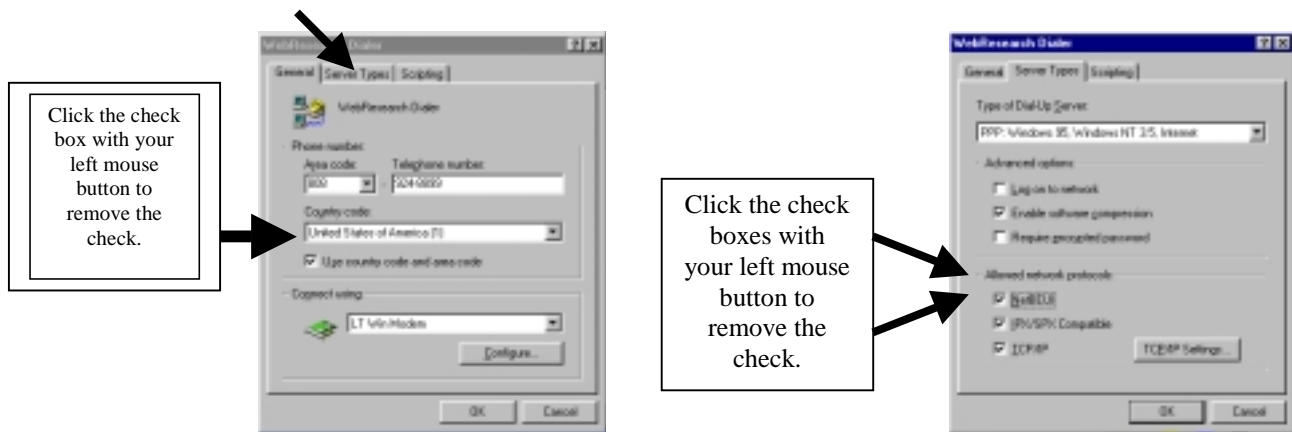 WebResearch Dialer
General Server Types Scripting
WebResearch Dialer
Phone number:
Area code: Telephone number:
Country code:
United States of America (1)
Use country code and area code
Connect using:
LT Win Modem
Configure...
OK Cancel
Click the check
box with your
left mouse
button to
remove the
check.
WebResearch Dialer
General Server Types Scripting
Type of Dial-Up Server:
PPP: Windows 95, Windows NT 3.5, Internet
Advanced options:
Log on to network
Enable software compression
Require encrypted password
Allowed network protocols:
NetBEUI
IPX/SPX Compatible
TCP/IP TCP/IP Settings...
OK Cancel
Click the check
boxes with
your left mouse
button to
remove the
check.